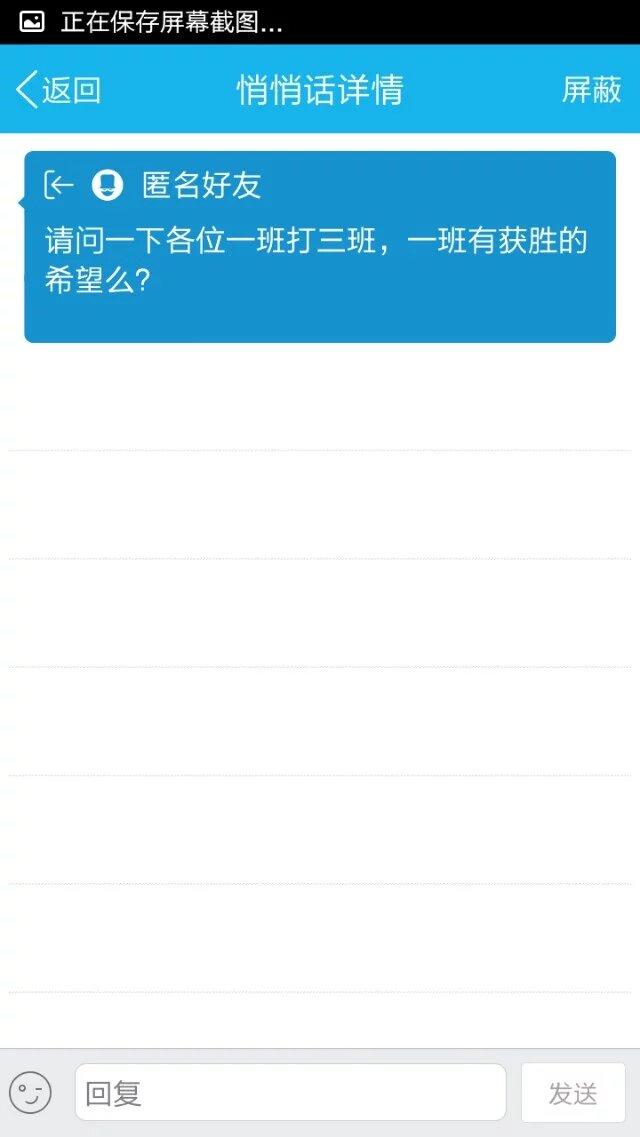 正在保存屏幕截图...
返回 悄悄话详情 屏蔽
匿名好友
请问一下各位一班打三班，一班有获胜的
希望么?
回复 发送